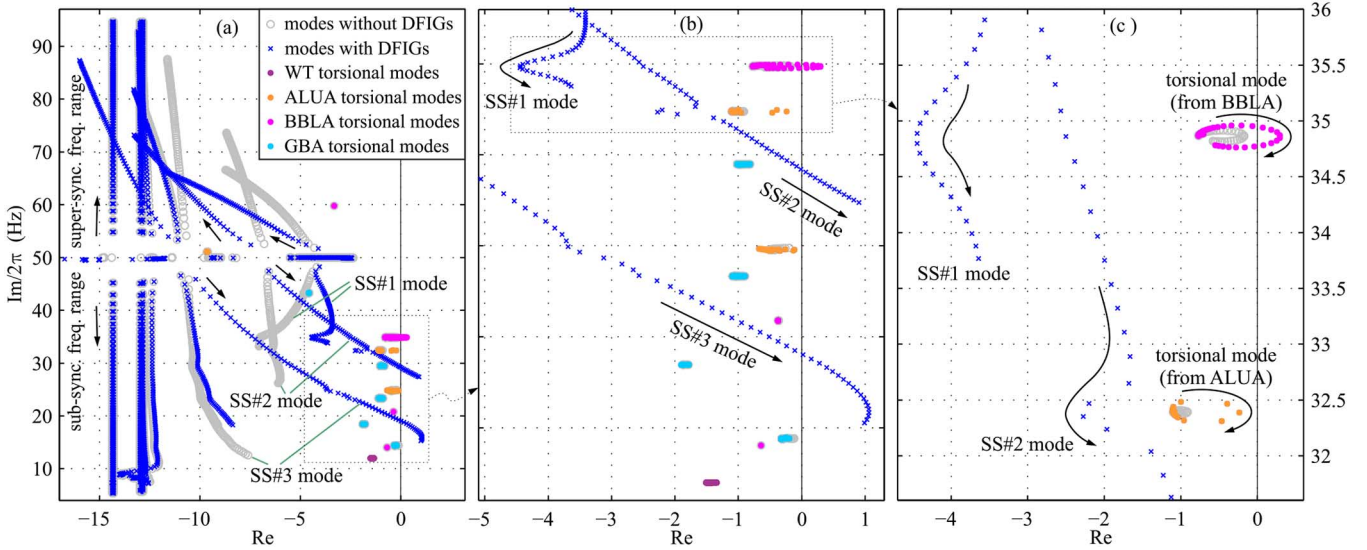 (a)
modes without DFIGs
modes with DFIGs
WT torsional modes
ALUA torsional modes
BBLA torsional modes
GBA torsional modes
Im/2π (Hz)
sub-sync. freq. range
super-sync. freq. range
90
80
70
60
50
40
30
20
10
SS#1 mode
SS#2 mode
SS#3 mode
−15
−10
−5
0
Re
(b)
SS#1 mode
SS#2 mode
SS#3 mode
−5
−4
−3
−2
−1
0
1
Re
(c )
torsional mode
(from BBLA)
SS#1 mode
torsional mode
(from ALUA)
SS#2 mode
36
35.5
35
34.5
34
33.5
33
32.5
32
−4
−3
−2
−1
0
Re